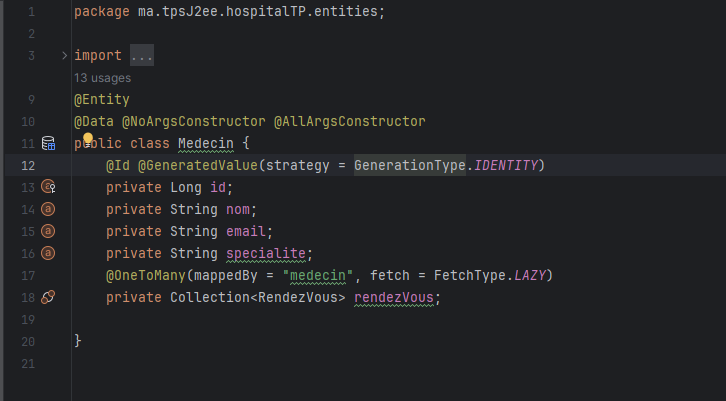 1 package ma.tpsJ2ee.hospitalTP.entities;
2
3 import ...
13 usages
9 @Entity
10 @Data @NoArgsConstructor @AllArgsConstructor
11 public class Medecin {
12 @Id @GeneratedValue(strategy = GenerationType.IDENTITY)
13 private Long id;
14 private String nom;
15 private String email;
16 private String specialite;
17 @OneToMany(mappedBy = "medecin", fetch = FetchType.LAZY)
18 private Collection<RendezVous> rendezVous;
19
20 }
21